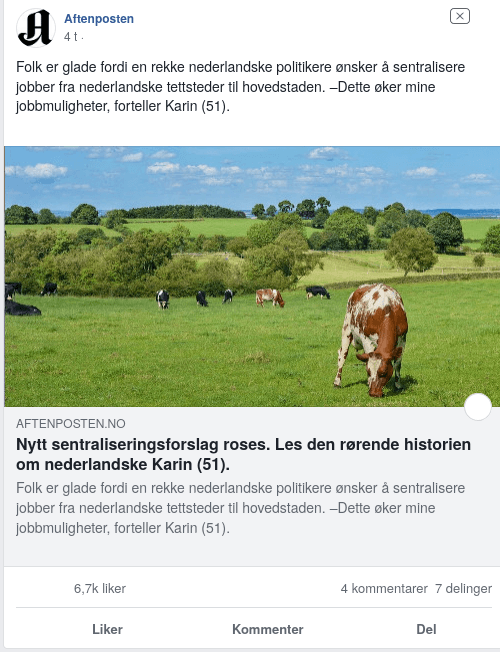 Aftenposten
4 t ·
Folk er glade fordi en rekke nederlandske politikere ønsker å sentralisere
jobber fra nederlandske tettsteder til hovedstaden. –Dette øker mine
jobbmuligheter, forteller Karin (51).
AFTENPOSTEN.NO
Nytt sentraliseringsforslag roses. Les den rørende historien
om nederlandske Karin (51).
Folk er glade fordi en rekke nederlandske politikere ønsker å sentralisere
jobber fra nederlandske tettsteder til hovedstaden. –Dette øker mine
jobbmuligheter, forteller Karin (51).
6,7k liker 4 kommentarer 7 delinger
Liker Kommenter Del